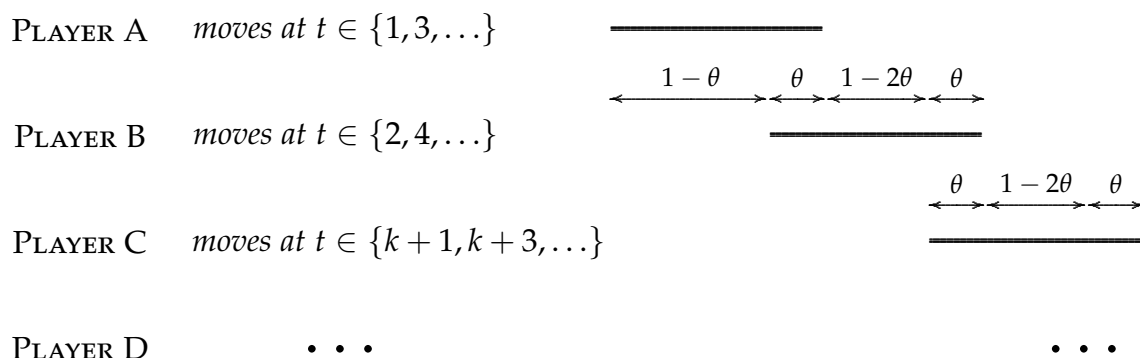 PLAYER A moves at t ∈ {1, 3, . . .}
1 − θ θ 1 − 2θ θ
PLAYER B moves at t ∈ {2, 4, . . .}
θ 1 − 2θ θ
PLAYER C moves at t ∈ {k + 1, k + 3, . . .}
PLAYER D • • • • • •